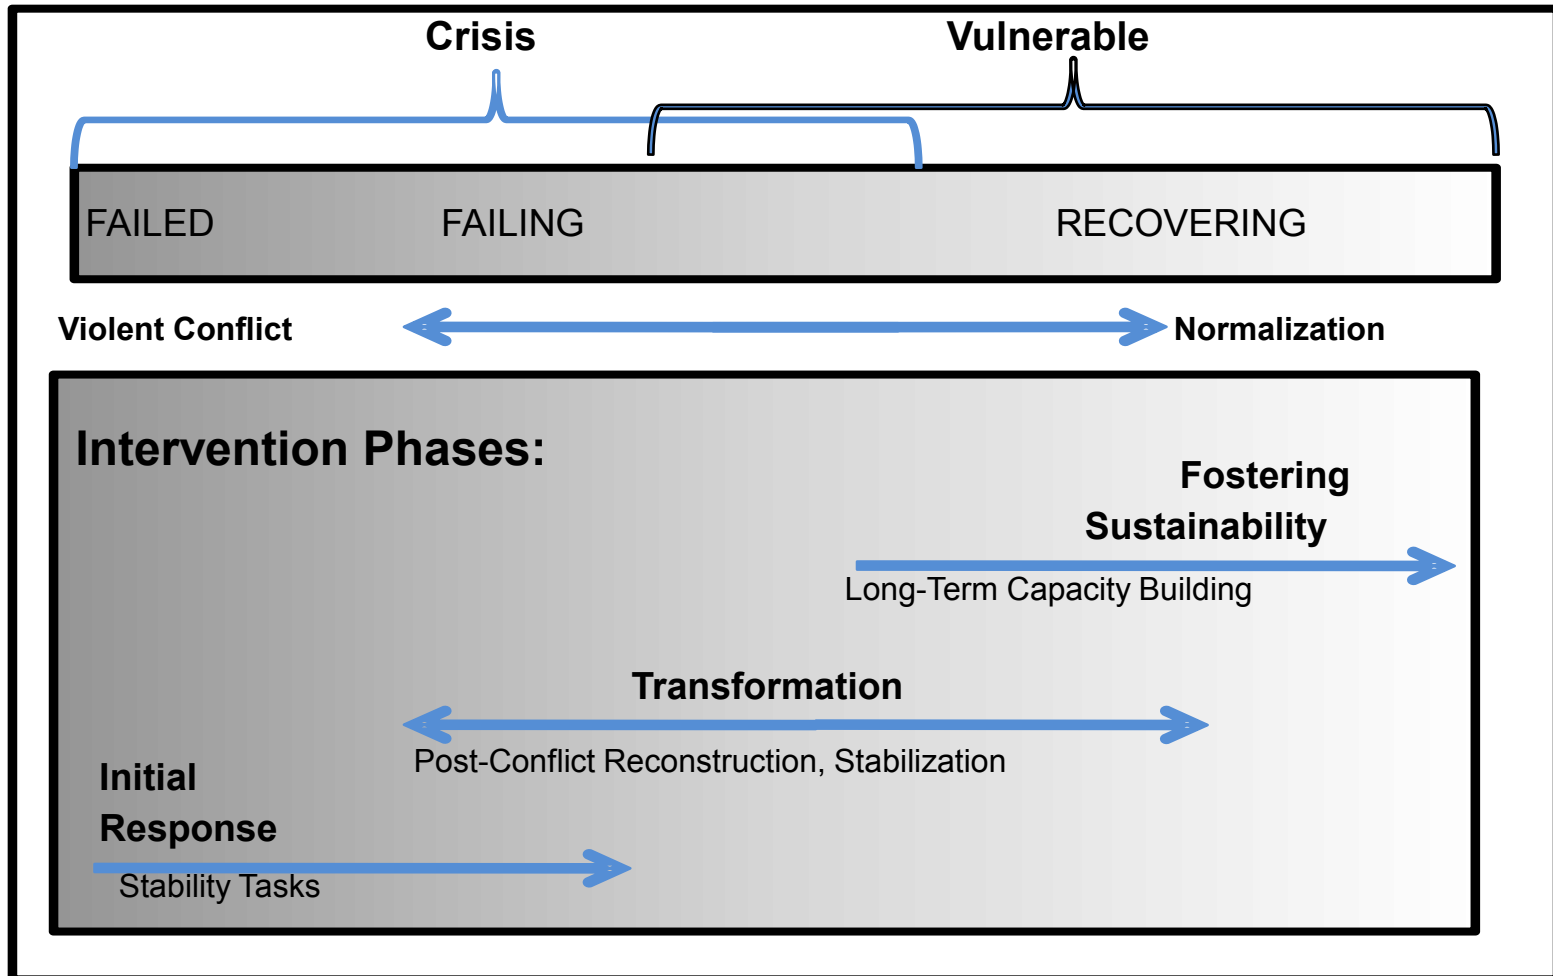 Crisis
Vulnerable
FAILED
FAILING
RECOVERING
Violent Conflict
Normalization
Intervention Phases:
Fostering
Sustainability
Long-Term Capacity Building
Transformation
Post-Conflict Reconstruction, Stabilization
Initial
Response
Stability Tasks